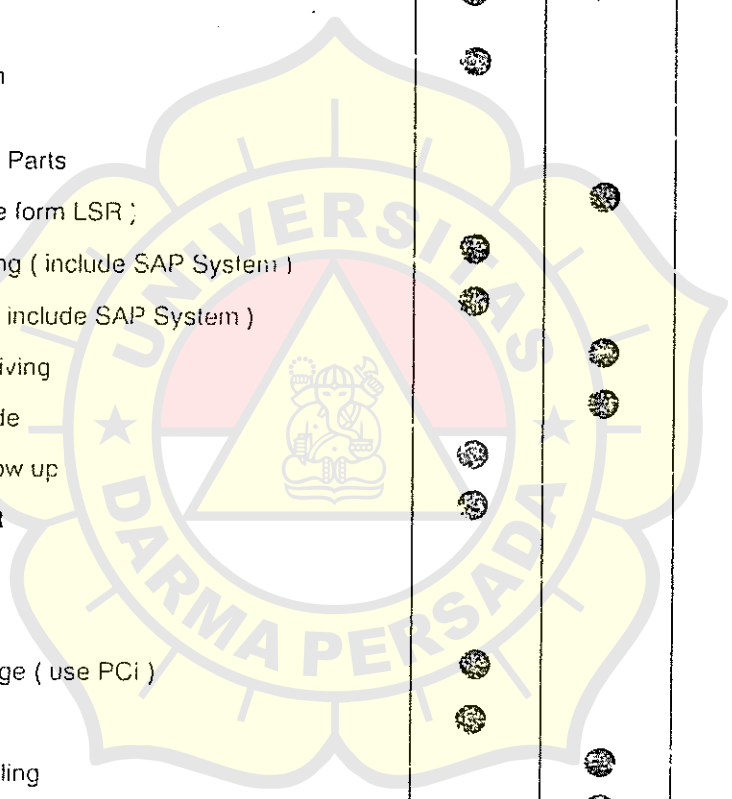 Parts
e form LSR )
ng ( include SAP System )
include SAP System )
iving
de
ow up
ge ( use PCi )
ling
UNIVERSITAS
DARMA PERSADA